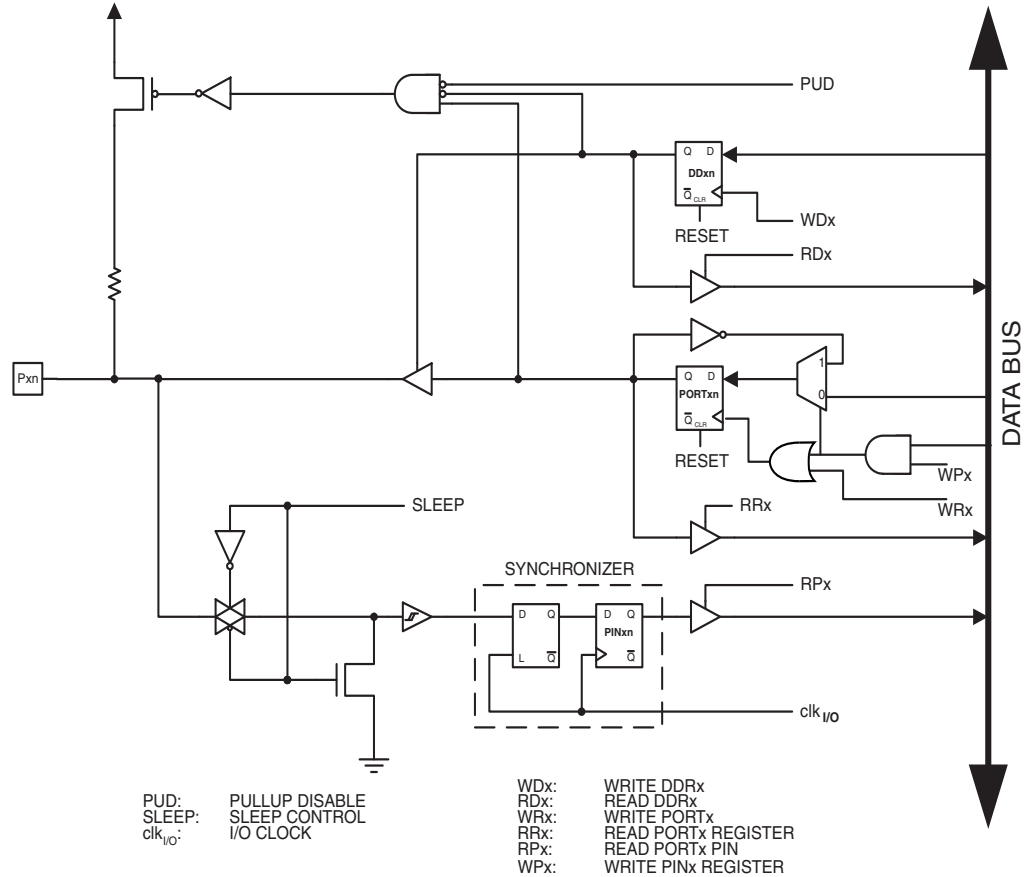 PUD
Q D
DDxn
Q CLR
WDx
RESET
RDx
DATA BUS
1
Pxn
Q D
PORTxn
0
Q CLR
RESET
WPx
WRx
SLEEP
RRx
SYNCHRONIZER
RPx
D Q
D Q
PINxn
L Q
Q
clk I/O
PUD: PULLUP DISABLE
SLEEP: SLEEP CONTROL
clk I/O: I/O CLOCK
WDx: WRITE DDRx
RDx: READ DDRx
WRx: WRITE PORTx
RRx: READ PORTx REGISTER
RPx: READ PORTx PIN
WPx: WRITE PINx REGISTER